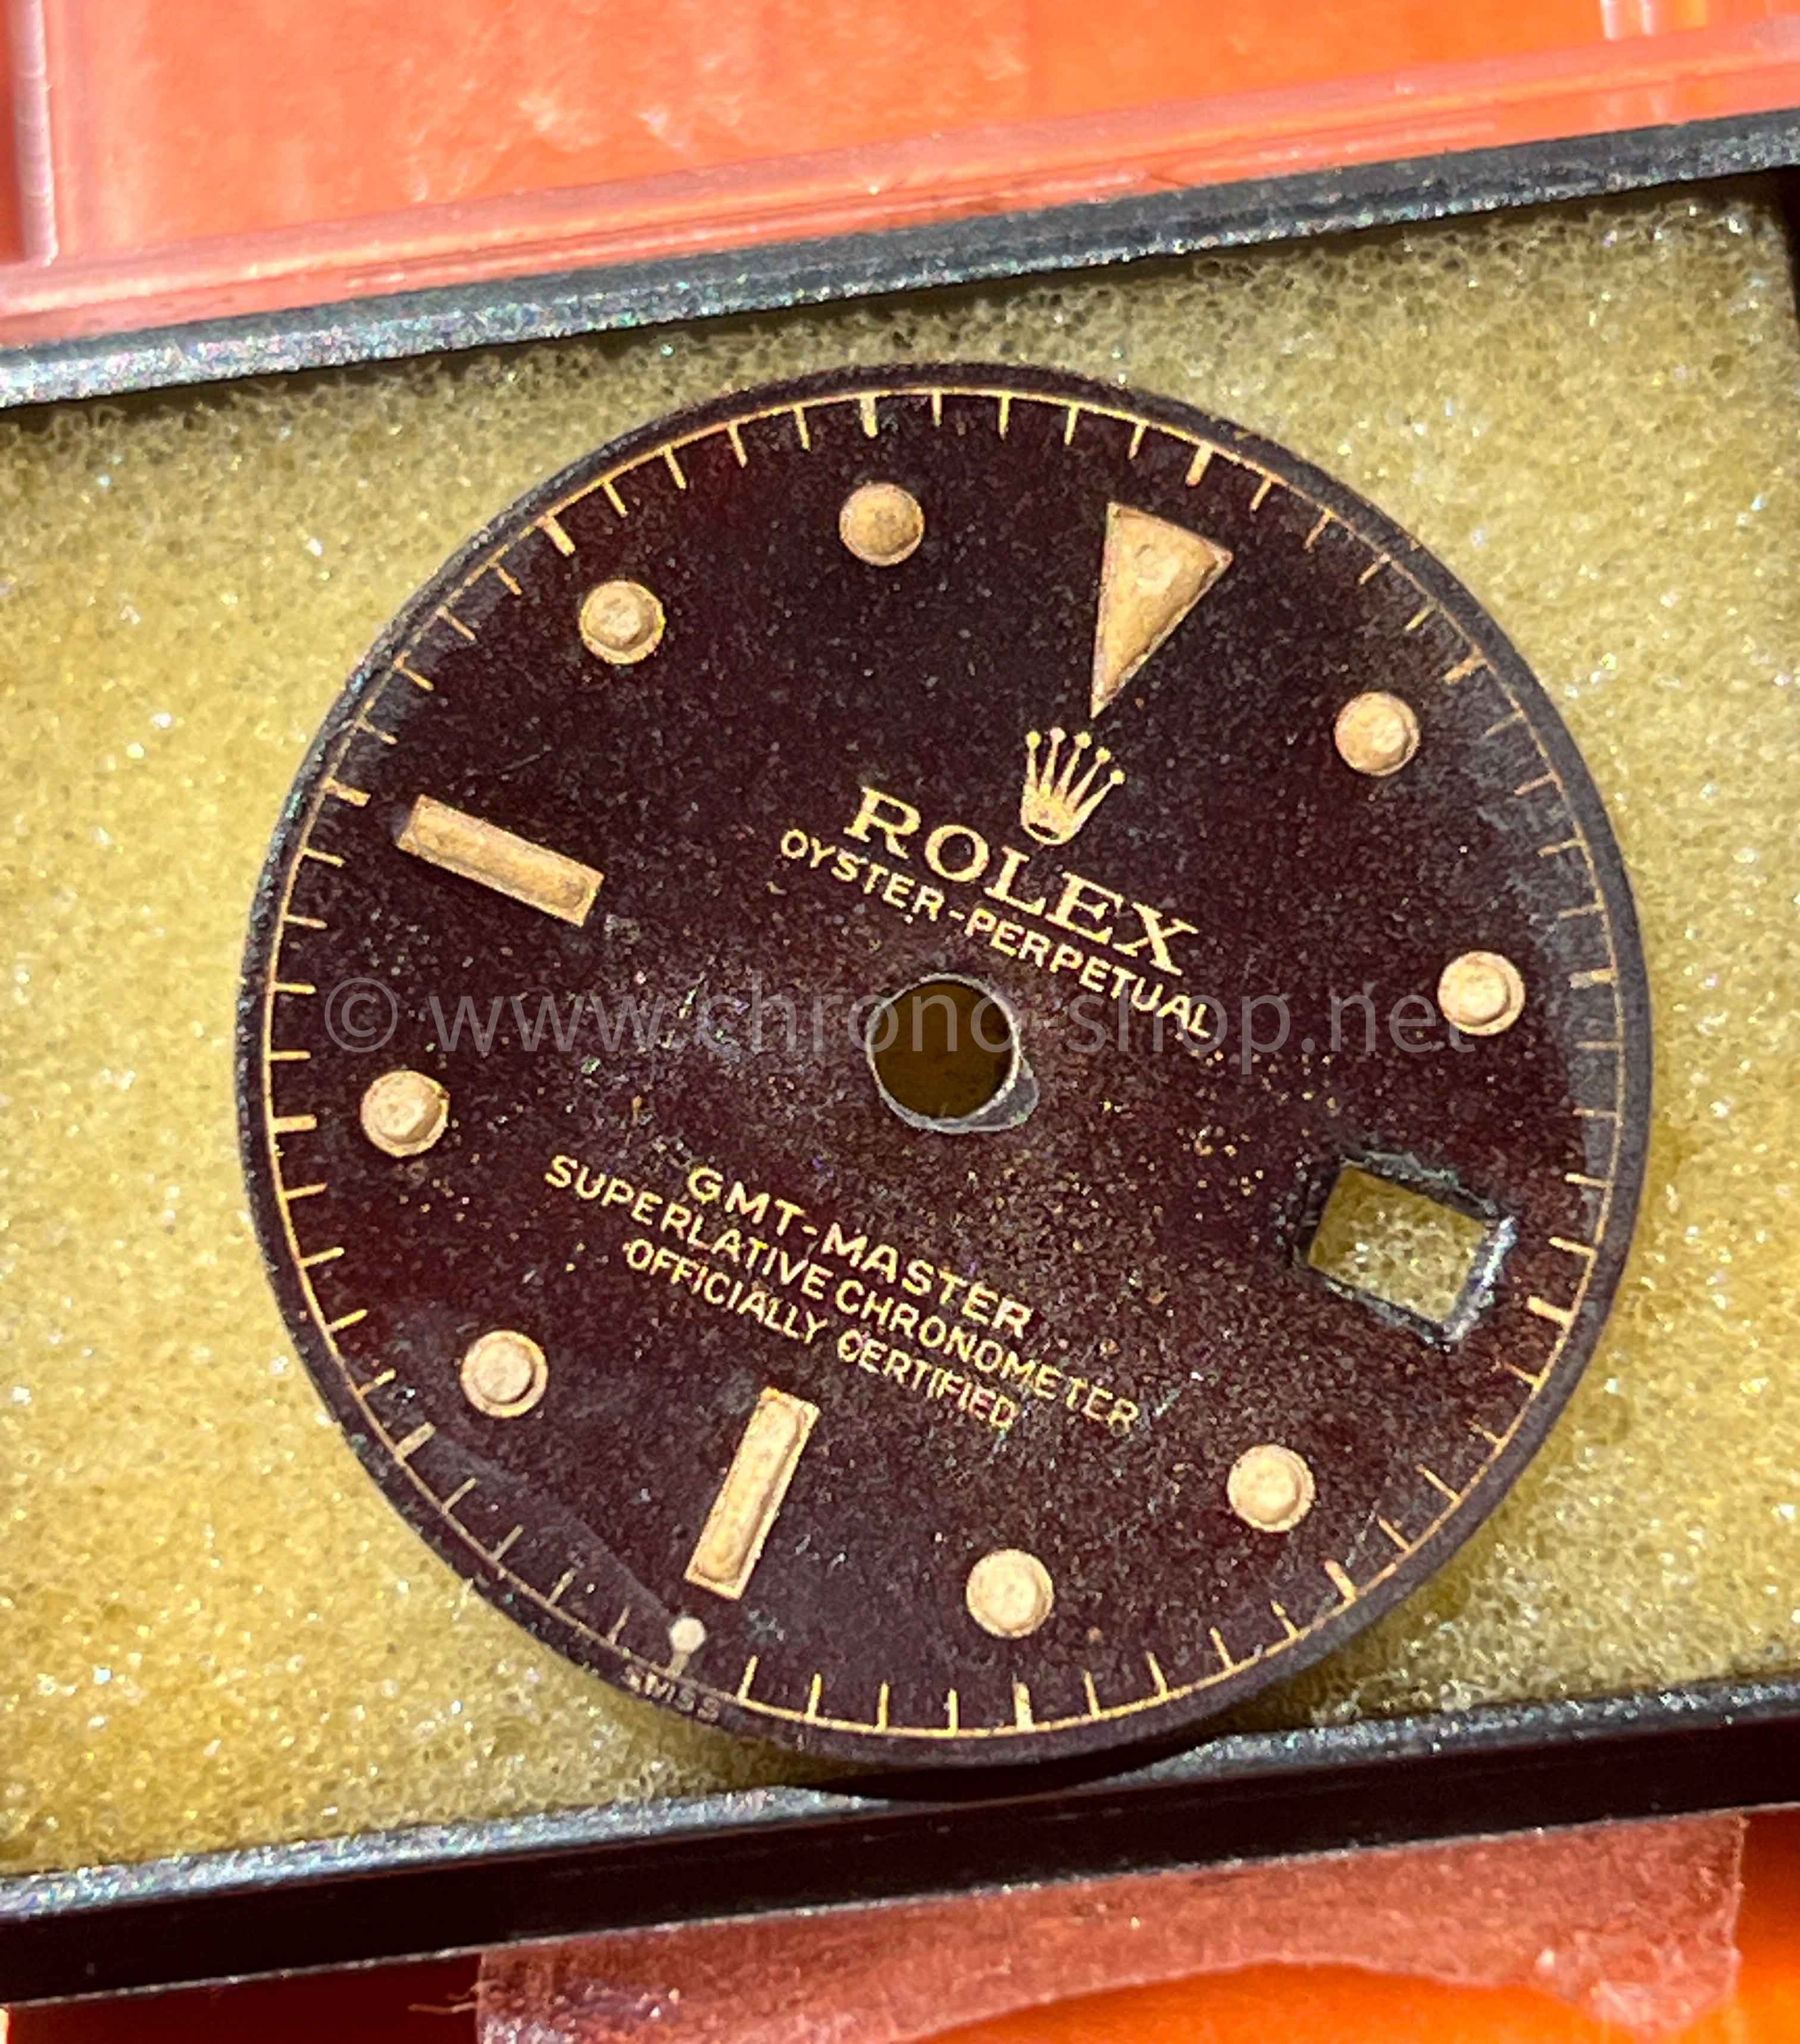 ROLEX
OYSTER-PERPETUAL
© www.chrono-shop.net
GMT-MASTER
SUPERLATIVE CHRONOMETER
OFFICIALLY CERTIFIED
SWISS